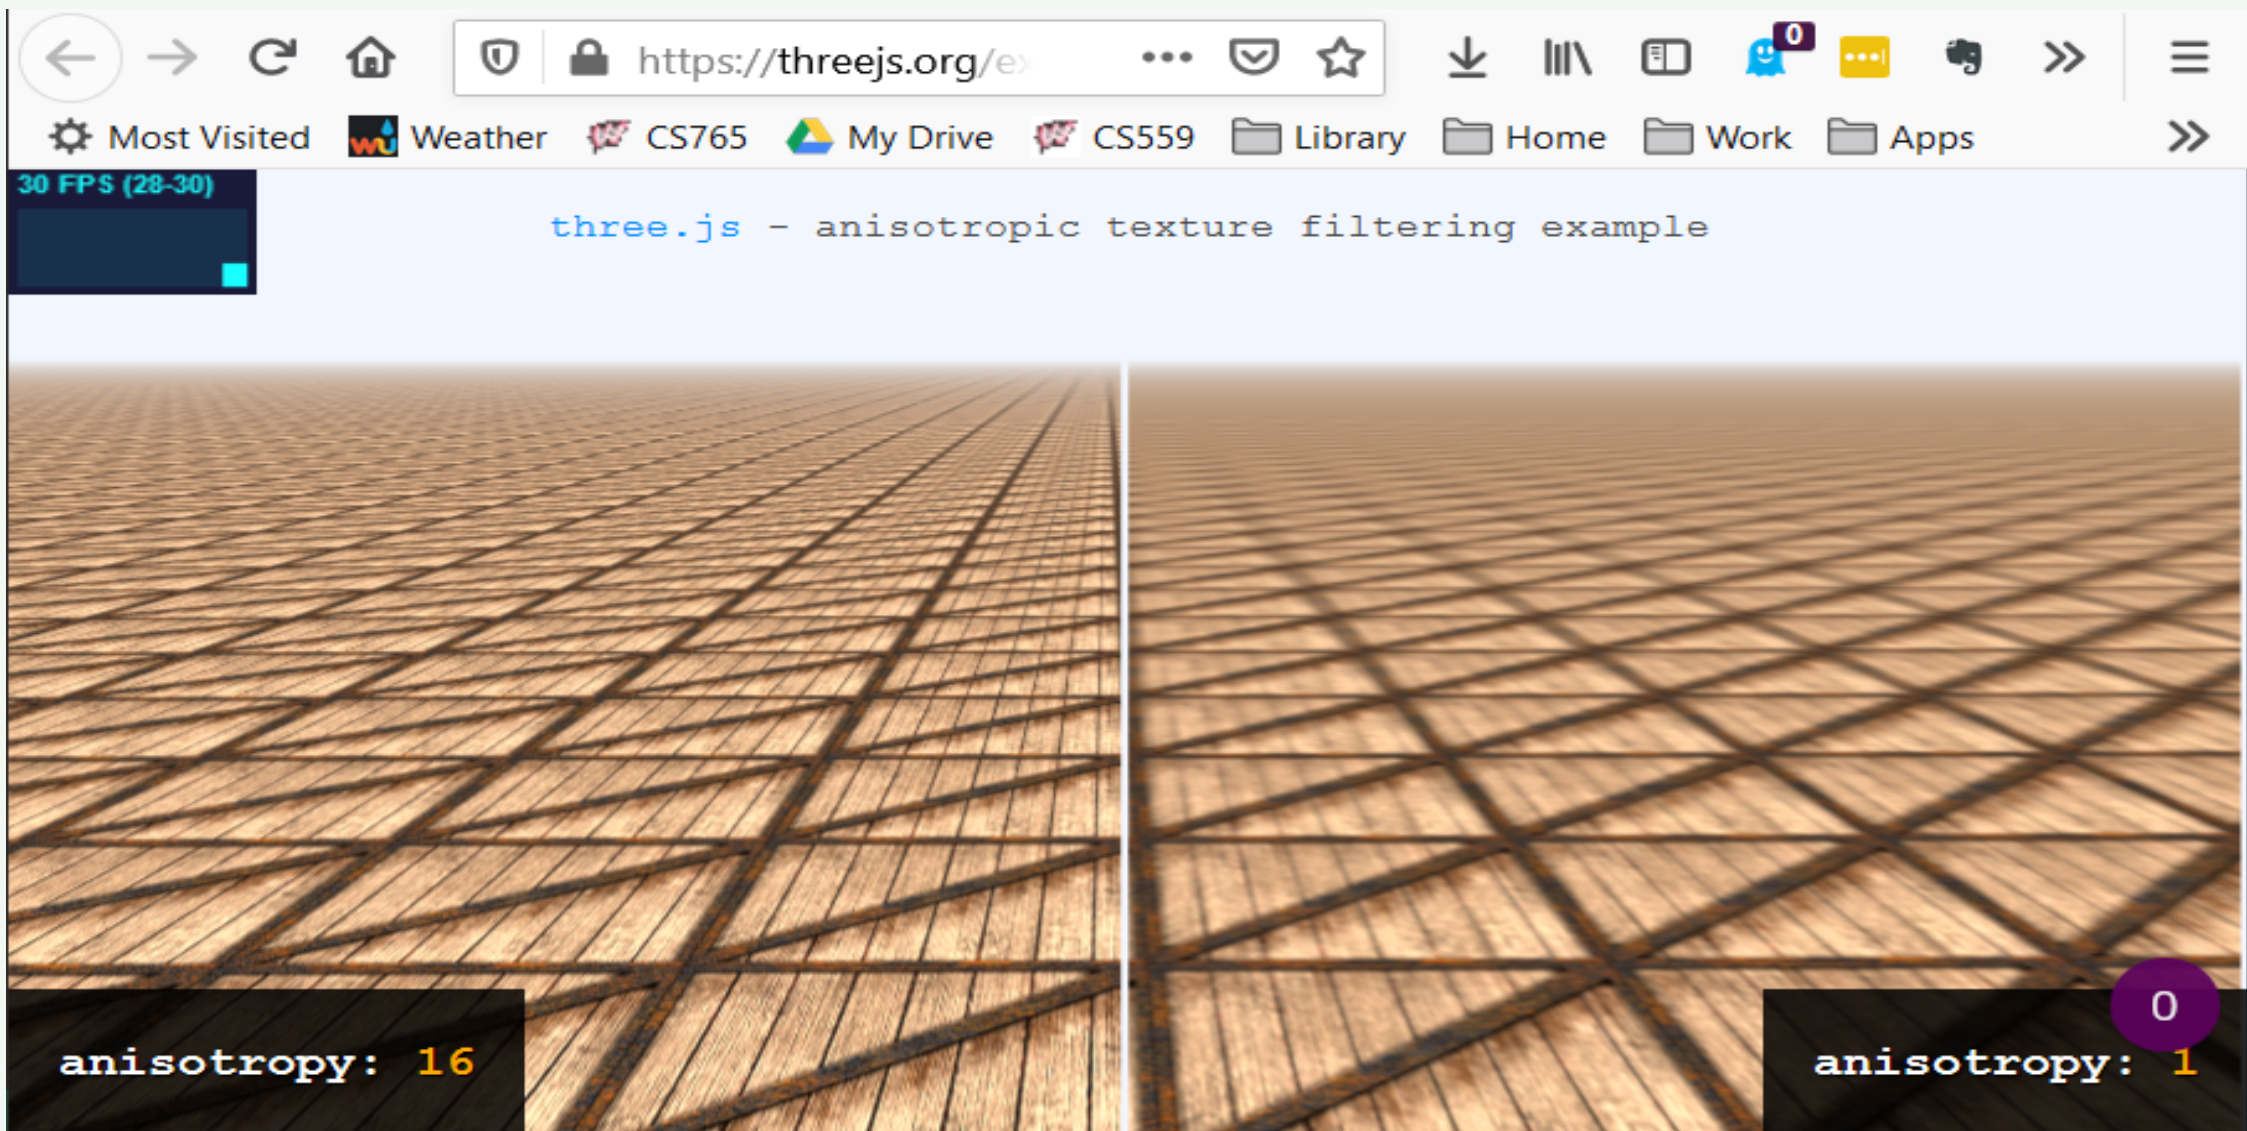 https://threejs.org/ex
0
Most Visited Weather CS765 My Drive CS559 Library Home Work Apps
30 FPS (28-30)
three.js - anisotropic texture filtering example
anisotropy: 16
anisotropy: 1
0